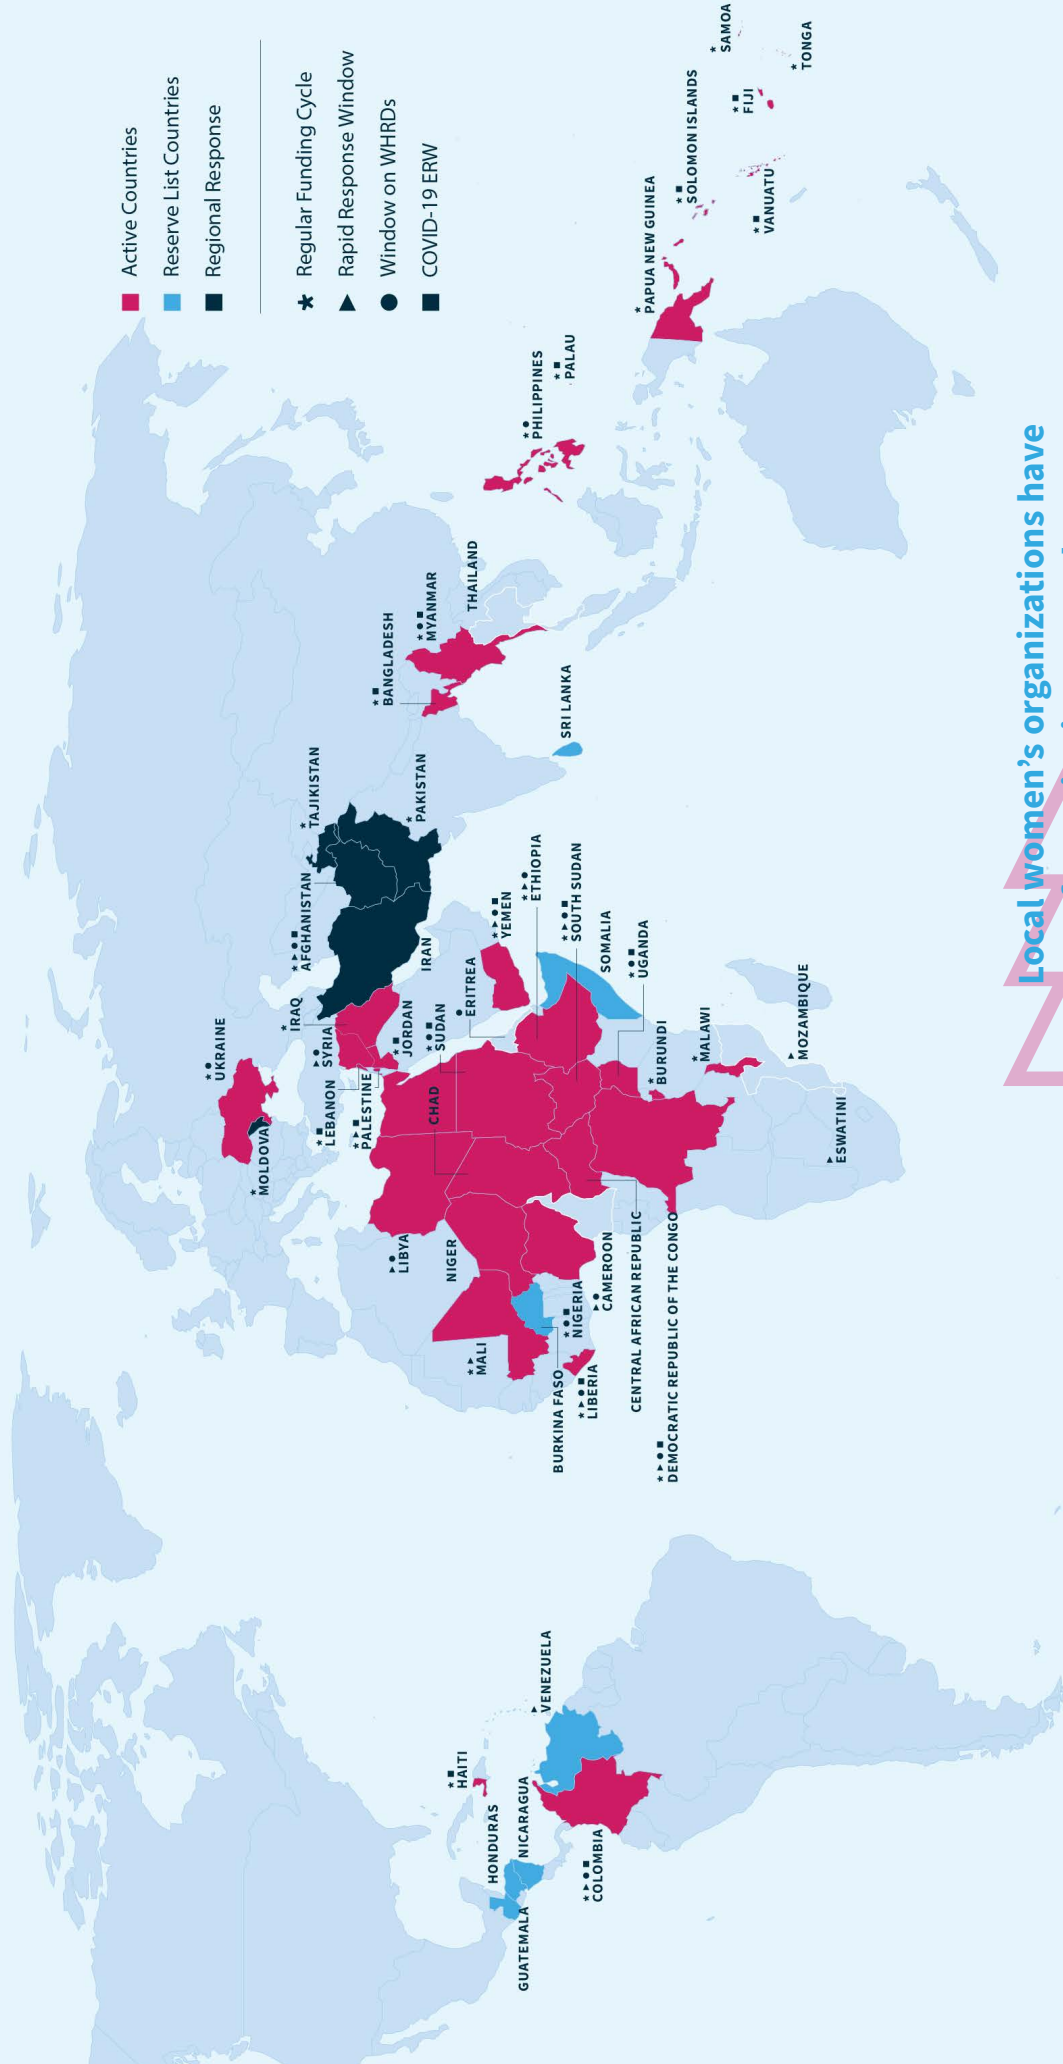 Active Countries
Reserve List Countries
Regional Response
★ Regular Funding Cycle
▶ Rapid Response Window
● Window on WHRDs
■ COVID-19 ERW
★● UKRAINE
★ MOLDOVA
★ IRAQ
▶● SYRIA
★■ LEBANON
★▶■ PALESTINE
★■ JORDAN
★▶●■ AFGHANISTAN
★ TAJIKISTAN
★ PAKISTAN
IRAN
★■ BANGLADESH
★●■ MYANMAR
THAILAND
SRI LANKA
★● PHILIPPINES
★■ PALAU
★ PAPUA NEW GUINEA
★■ SOLOMON ISLANDS
★ SAMOA
★■ FIJI
★■ VANUATU
★ TONGA
★■ HAITI
HONDURAS
NICARAGUA
GUATEMALA
▶ VENEZUELA
★▶●■ COLOMBIA
▶● LIBYA
NIGER
CHAD
★▶ MALI
BURKINA FASO
★●■ NIGERIA
★▶●■ LIBERIA
▶● CAMEROON
CENTRAL AFRICAN REPUBLIC
★▶●■ DEMOCRATIC REPUBLIC OF THE CONGO
★●■ SUDAN
● ERITREA
★▶●■ YEMEN
★▶● ETHIOPIA
★▶●■ SOUTH SUDAN
SOMALIA
★●■ UGANDA
★ BURUNDI
★ MALAWI
▶ MOZAMBIQUE
▶ ESWATINI
Local women's organizations have